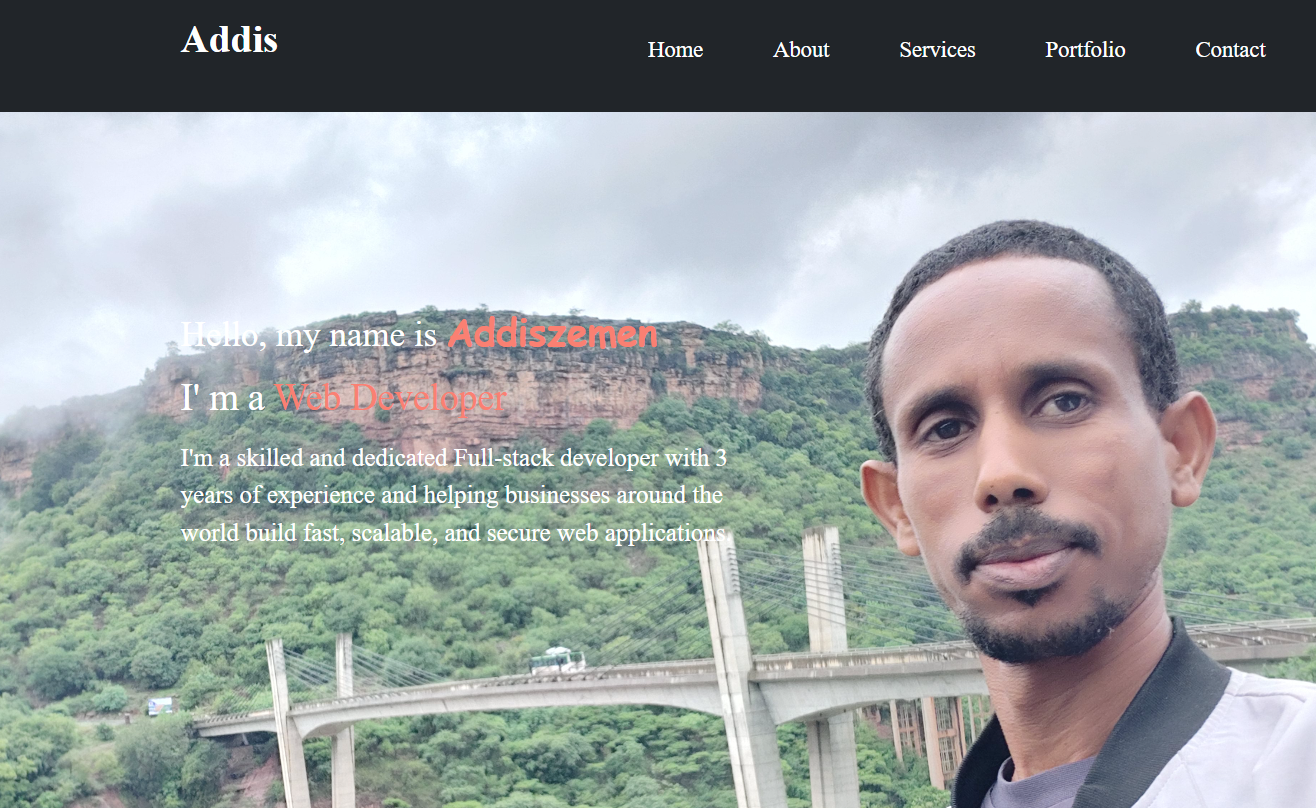 Addis
Home About Services Portfolio Contact
Hello, my name is Addiszemen
I' m a Web Developer
I'm a skilled and dedicated Full-stack developer with 3
years of experience and helping businesses around the
world build fast, scalable, and secure web applications.